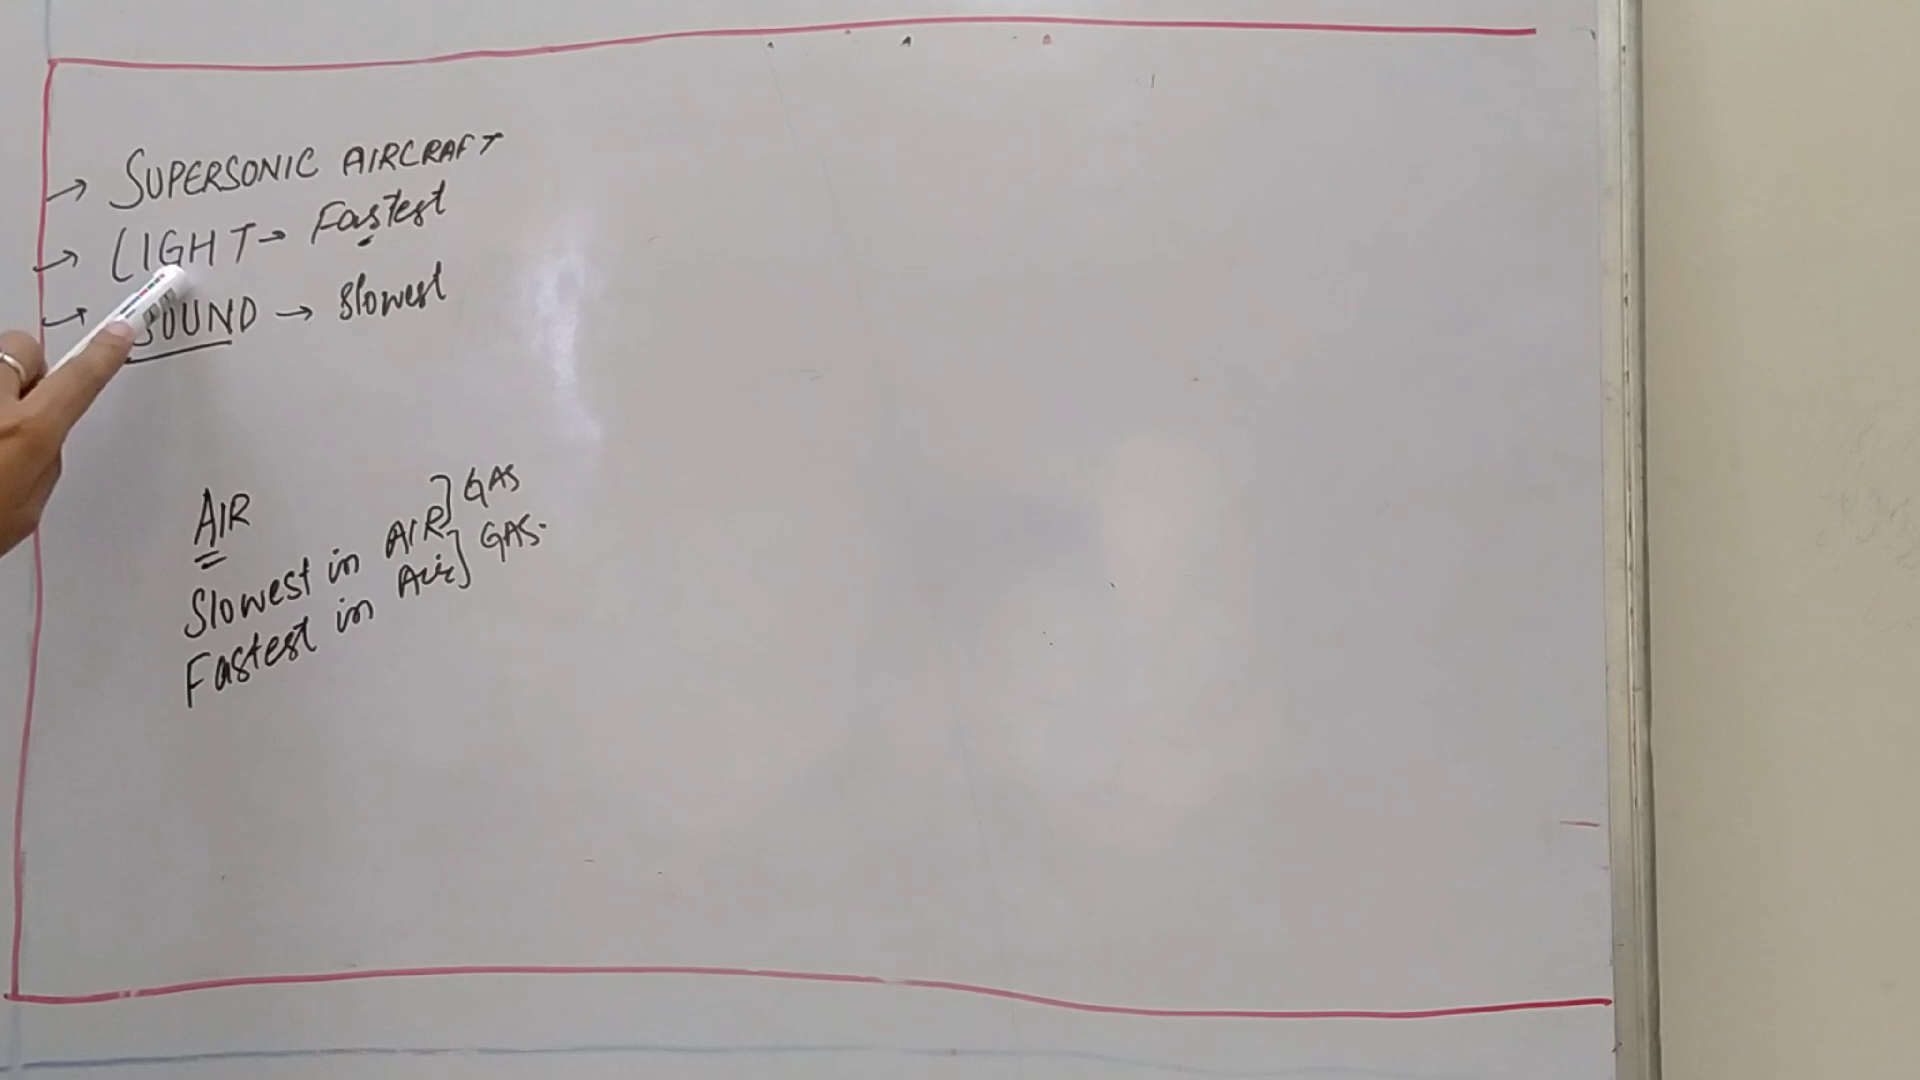 → SUPERSONIC AIRCRAFT
→ LIGHT → Fastest
→ SOUND → Slowest
AIR
Slowest in AIR] GAS
Fastest in Air] GAS.